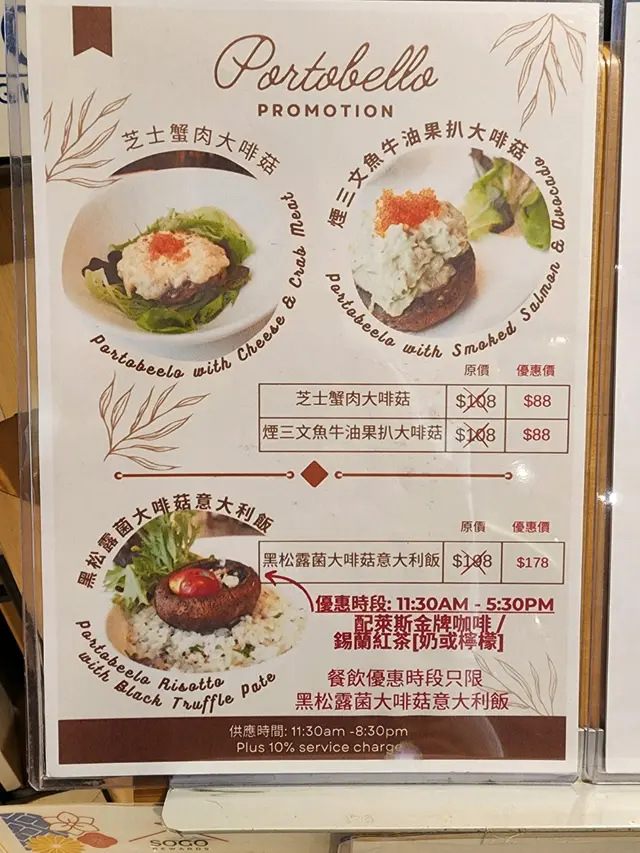 Portobello
PROMOTION
芝士蟹肉大啡菇
Portobeelo with Cheese & Crab Meat
煙三文魚牛油果扒大啡菇
Portobeelo with Smoked Salmon & Avocado
原價 優惠價
芝士蟹肉大啡菇 $108 $88
煙三文魚牛油果扒大啡菇 $108 $88
黑松露菌大啡菇意大利飯
Portobeelo Risotto
with Black Truffle Pate
原價 優惠價
黑松露菌大啡菇意大利飯 $198 $178
優惠時段: 11:30AM - 5:30PM
配萊斯金牌咖啡/
錫蘭紅茶[奶或檸檬]
餐飲優惠時段只限
黑松露菌大啡菇意大利飯
供應時間: 11:30am -8:30pm
Plus 10% service charge
SOGO
REWARDS